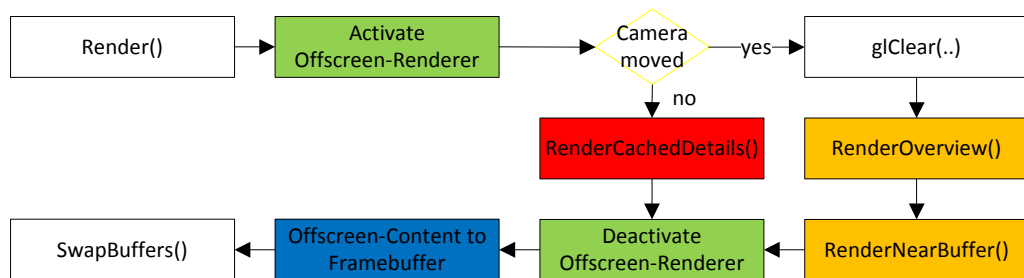 Render()
Activate
Offscreen-Renderer
Camera
moved
yes
glClear(..)
no
RenderCachedDetails()
RenderOverview()
SwapBuffers()
Offscreen-Content to
Framebuffer
Deactivate
Offscreen-Renderer
RenderNearBuffer()